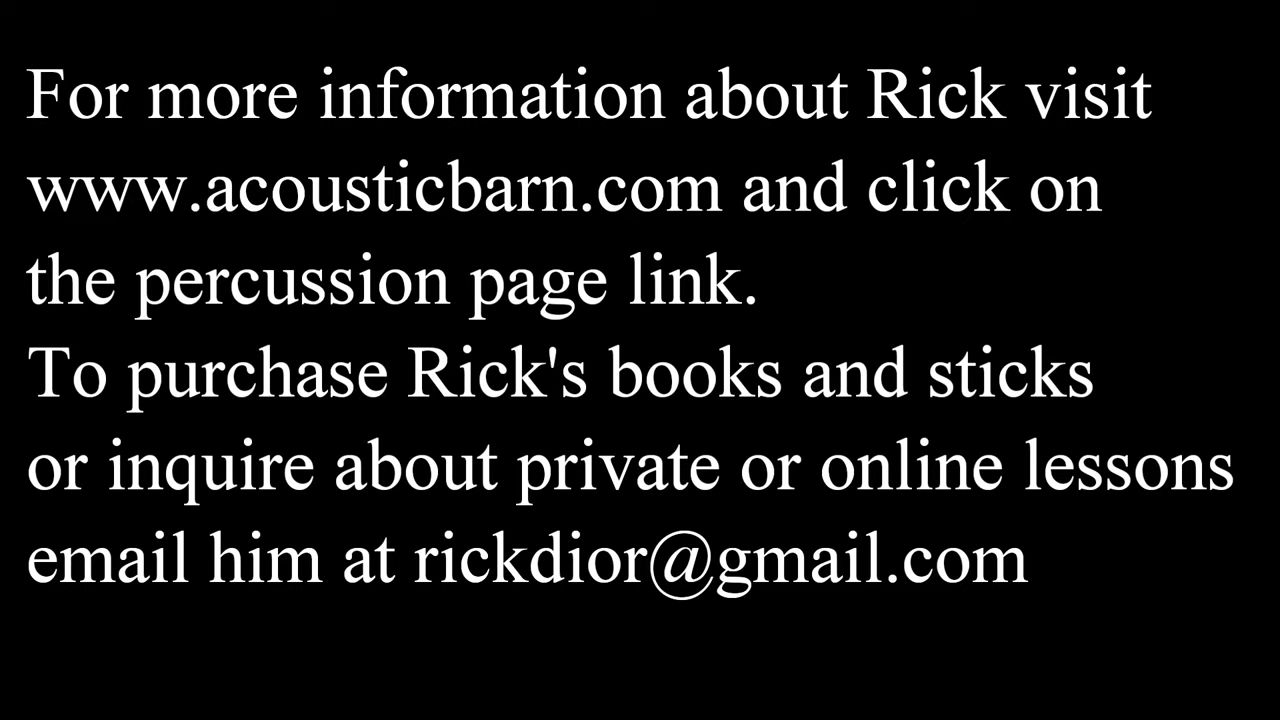 For more information about Rick visit
www.acousticbarn.com and click on
the percussion page link.
To purchase Rick's books and sticks
or inquire about private or online lessons
email him at rickdior@gmail.com